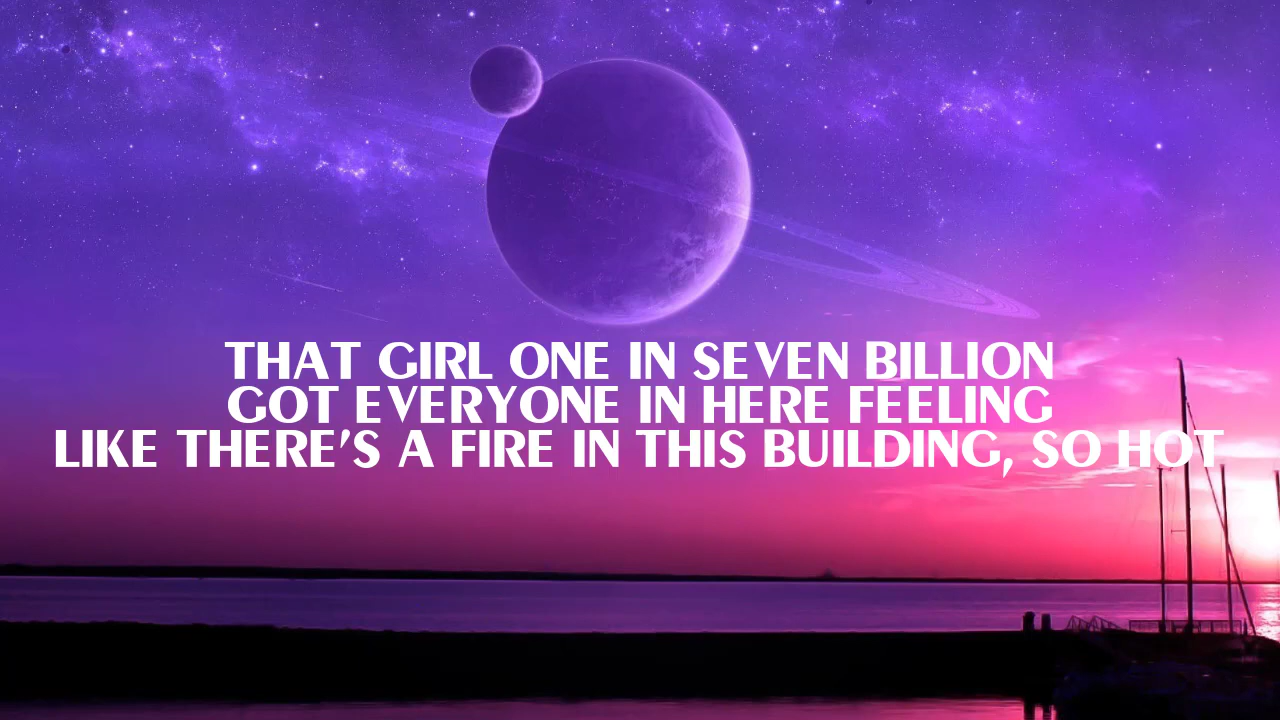 THAT GIRL ONE IN SEVEN BILLION
GOT EVERYONE IN HERE FEELING
LIKE THERE'S A FIRE IN THIS BUILDING, SO HOT